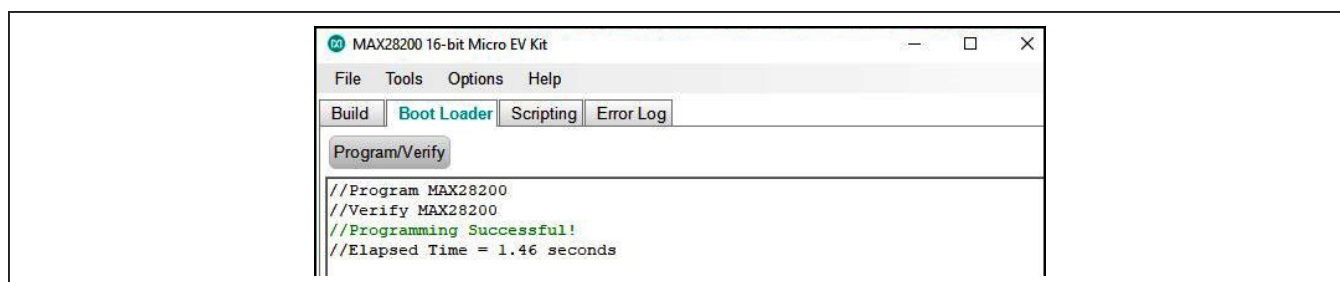 MAX28200 16-bit Micro EV Kit
File Tools Options Help
Build Boot Loader Scripting Error Log
Program/Verify
//Program MAX28200
//Verify MAX28200
//Programming Successful!
//Elapsed Time = 1.46 seconds